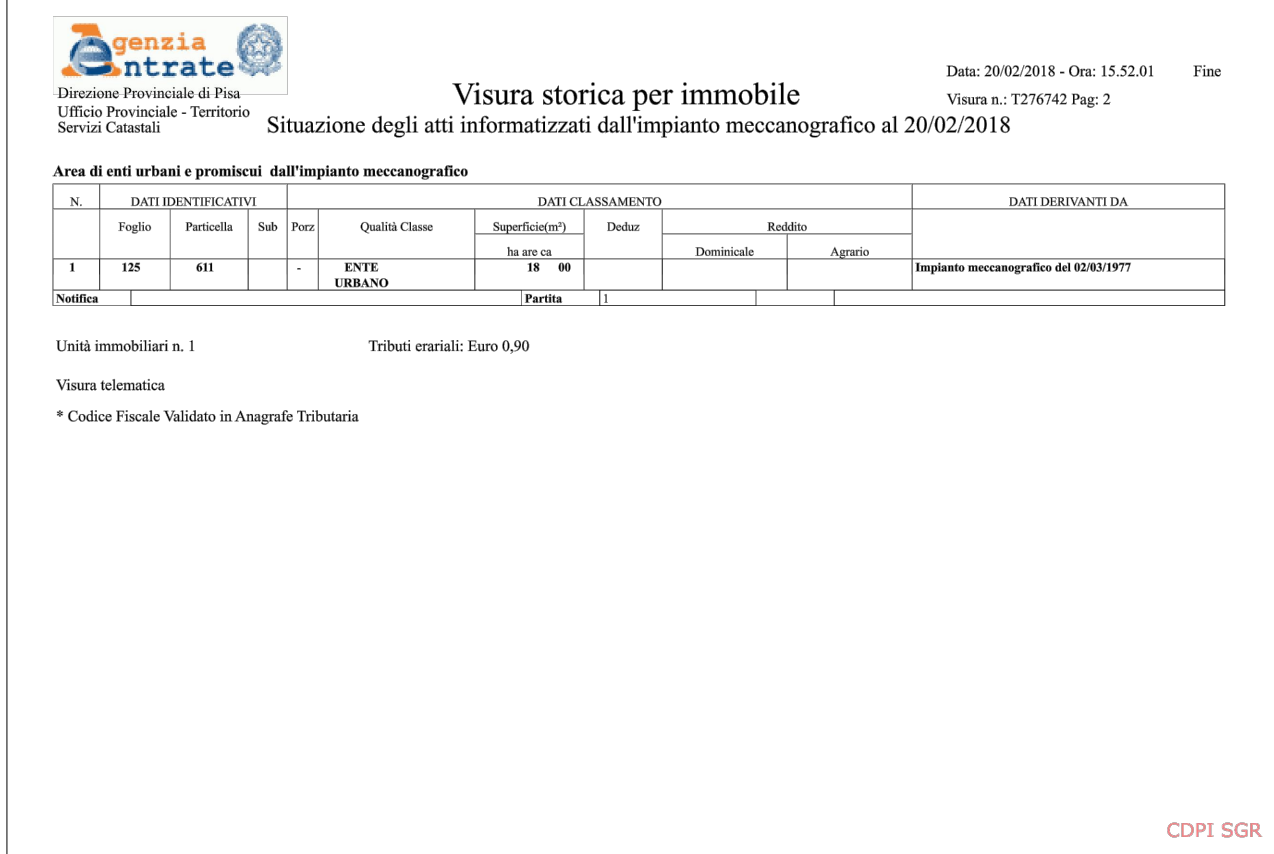 Agenzia
Entrate
Direzione Provinciale di Pisa
Ufficio Provinciale - Territorio
Servizi Catastali
Visura storica per immobile
Situazione degli atti informatizzati dall'impianto meccanografico al 20/02/2018
Data: 20/02/2018 - Ora: 15.52.01 Fine
Visura n.: T276742 Pag: 2
Area di enti urbani e promiscui dall'impianto meccanografico
N. DATI IDENTIFICATIVI DATI CLASSAMENTO DATI DERIVANTI DA
Foglio Particella Sub Porz Qualità Classe Superficie(m²) Deduz Reddito
ha are ca Dominicale Agrario
1 125 611 - ENTE 18 00 Impianto meccanografico del 02/03/1977
URBANO
Notifica Partita 1
Unità immobiliari n. 1 Tributi erariali: Euro 0,90
Visura telematica
* Codice Fiscale Validato in Anagrafe Tributaria
CDPI SGR